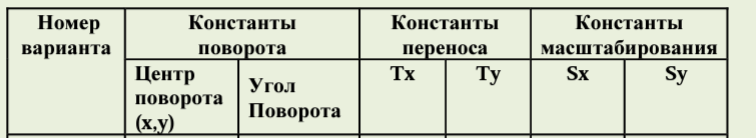 Номер варианта
Константы поворота
Константы переноса
Константы масштабирования
Центр поворота (x,y)
Угол Поворота
Tx
Ty
Sx
Sy